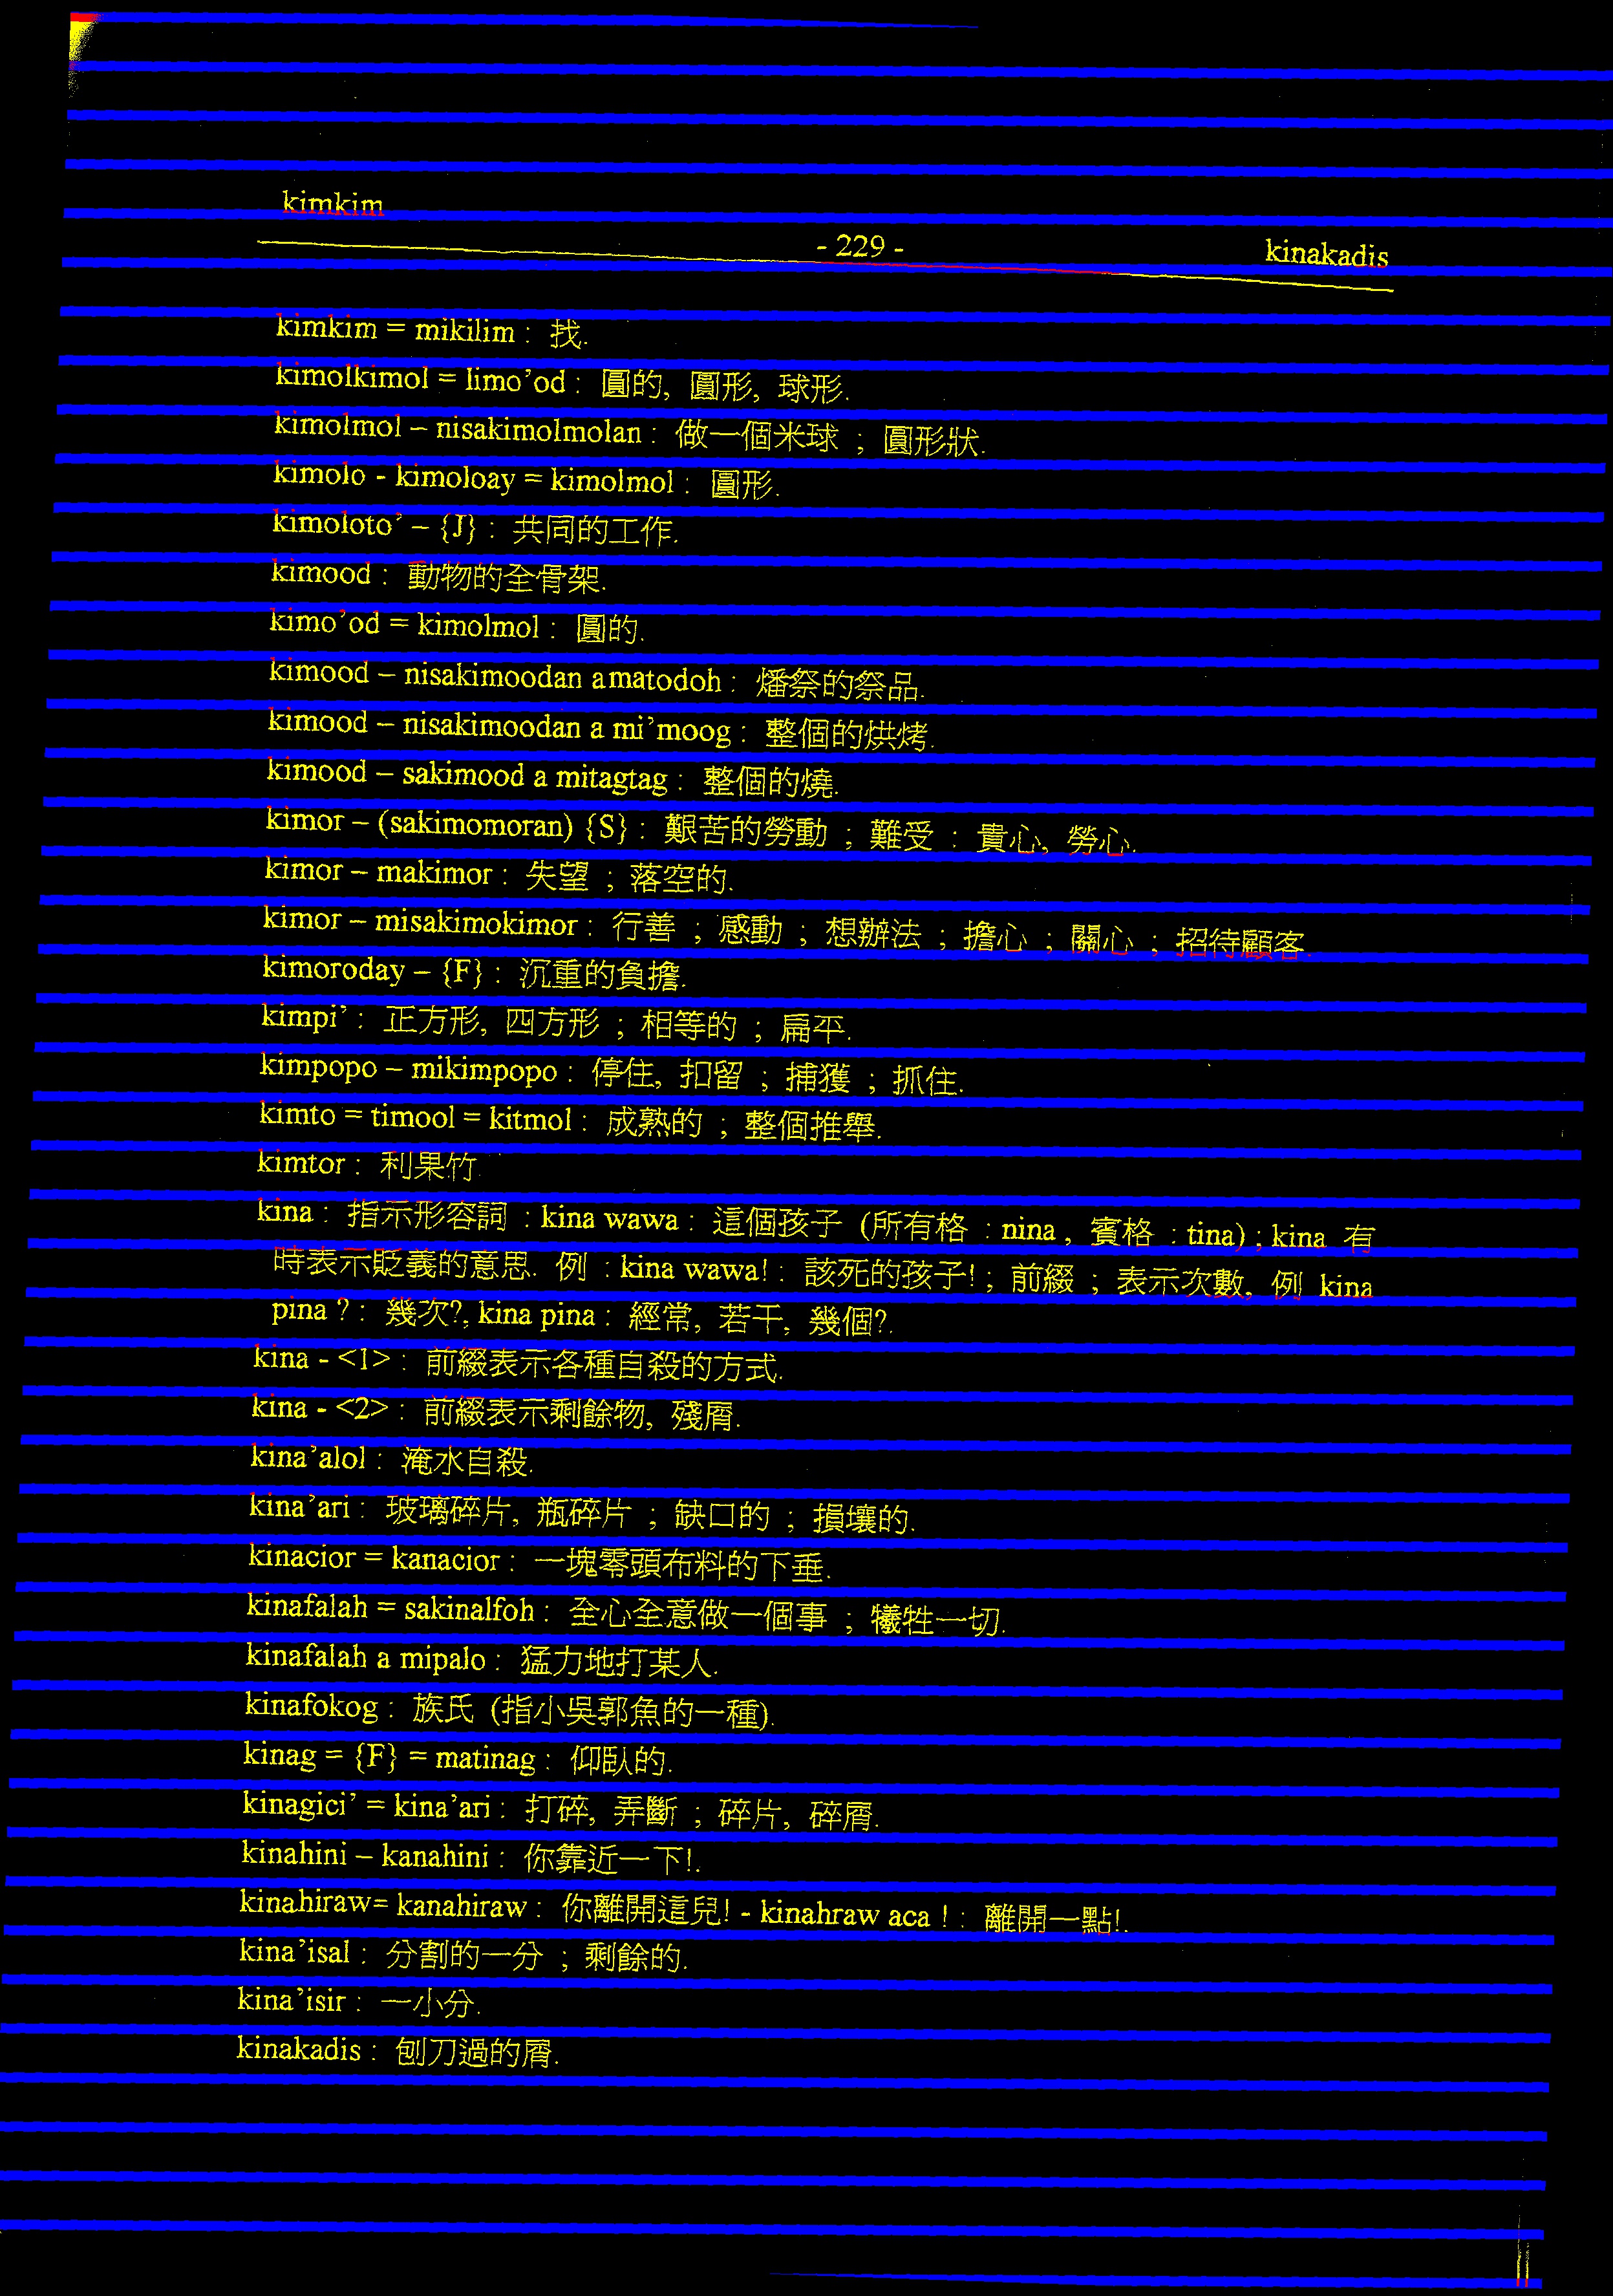 kimkim
- 229 -
kinakadis
kimkim = mikilim : 找.
kimolkimol = limo’od : 圓的, 圓形, 球形.
kimolmol – nisakimolmolan : 做一個米球 ; 圓形狀.
kimolo - kimoloay = kimolmol : 圓形.
kimoloto’ – {J} : 共同的工作.
kimood : 動物的全骨架.
kimo’od = kimolmol : 圓的.
kimood – nisakimoodan amatodoh : 燔祭的祭品.
kimood – nisakimoodan a mi’moog : 整個的烘烤.
kimood – sakimood a mitagtag : 整個的燒.
kimor – (sakimomoran) {S} : 艱苦的勞動 ; 難受 : 貴心, 勞心.
kimor – makimor : 失望 ; 落空的.
kimor – misakimokimor : 行善 ; 感動 ; 想辦法 ; 擔心 ; 關心 ; 招待顧客.
kimoroday – {F} : 沉重的負擔.
kimpi’ : 正方形, 四方形 ; 相等的 ; 扁平.
kimpopo – mikimpopo : 停住, 扣留 ; 捕獲 ; 抓住.
kimto = timool = kitmol : 成熟的 ; 整個推舉.
kimtor : 利果竹.
kina : 指示形容詞 : kina wawa : 這個孩子 (所有格 : nina , 賓格 : tina) ; kina 有
時表示貶義的意思. 例 : kina wawa! : 該死的孩子! ; 前綴 ; 表示次數, 例 kina
pina ? : 幾次?, kina pina : 經常, 若干, 幾個?.
kina - <1> : 前綴表示各種自殺的方式.
kina - <2> : 前綴表示剩餘物, 殘屑.
kina’alol : 淹水自殺.
kina’ari : 玻璃碎片, 瓶碎片 ; 缺口的 ; 損壞的.
kinacior = kanacior : 一塊零頭布料的下垂.
kinafalah = sakinalfoh : 全心全意做一個事 ; 犧牲一切.
kinafalah a mipalo : 猛力地打某人.
kinafokog : 族氏 (指小吳郭魚的一種).
kinag = {F} = matinag : 仰臥的.
kinagici’ = kina’ari : 打碎, 弄斷 ; 碎片, 碎屑.
kinahini – kanahini : 你靠近一下!.
kinahiraw= kanahiraw : 你離開這兒! - kinahraw aca ! : 離開一點!.
kina’isal : 分割的一分 ; 剩餘的.
kina’isir : 一小分.
kinakadis : 刨刀過的屑.